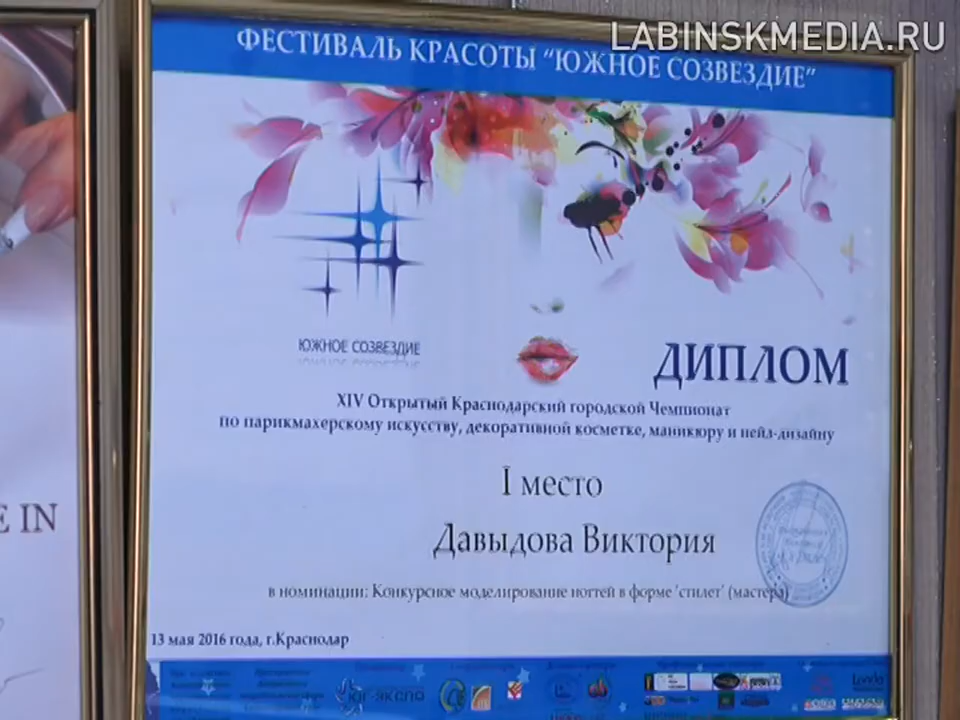 LABINSKMEDIA.RU
ФЕСТИВАЛЬ КРАСОТЫ "ЮЖНОЕ СОЗВЕЗДИЕ"
ЮЖНОЕ СОЗВЕЗДИЕ
ДИПЛОМ
XIV Открытый Краснодарский городской Чемпионат
по парикмахерскому искусству, декоративной косметке, маникюру и нейл-дизайну
I место
Давыдова Виктория
E IN
в номинации: Конкурсное моделирование ногтей в форме 'стилет' (мастера)
13 мая 2016 года, г.Краснодар